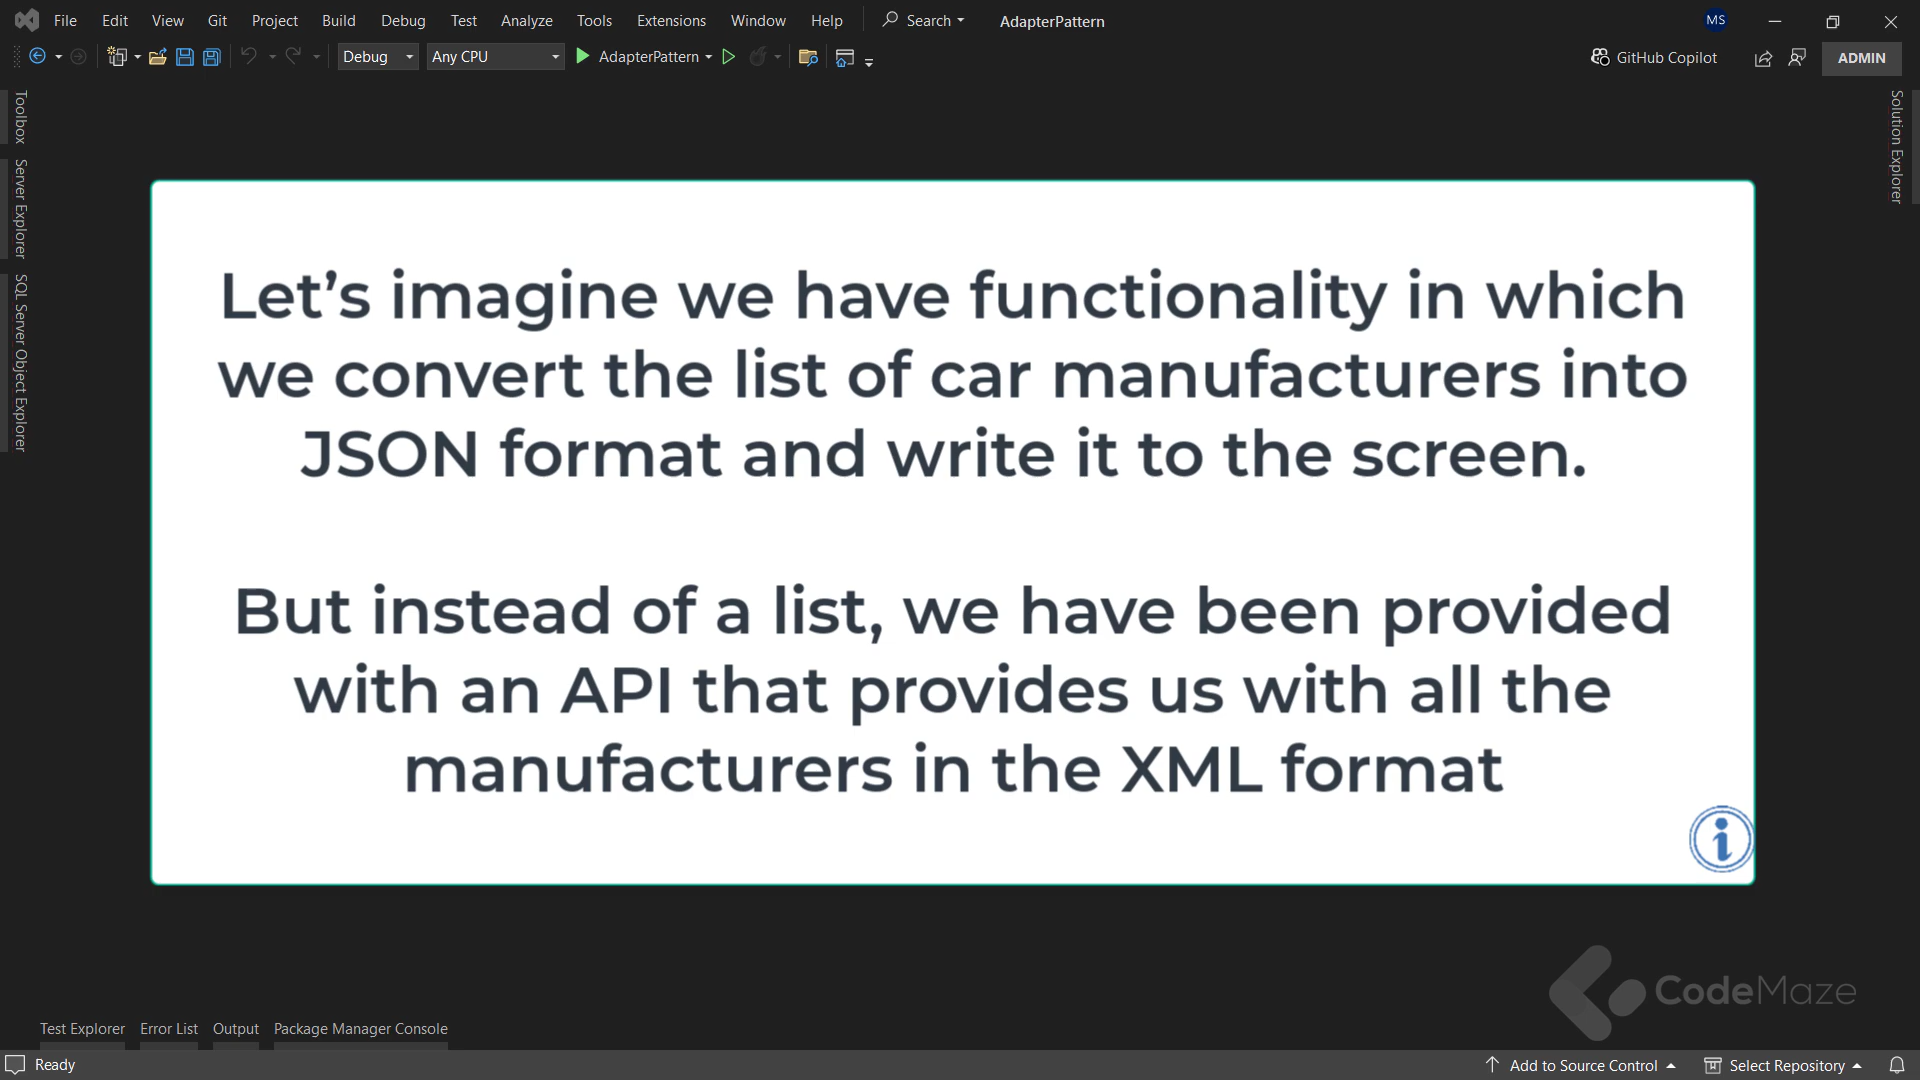 File Edit View Git Project Build Debug Test Analyze Tools Extensions Window Help Search AdapterPattern MS
Debug Any CPU AdapterPattern GitHub Copilot ADMIN
Toolbox
Server Explorer
SQL Server Object Explorer
Solution Explorer
Let’s imagine we have functionality in which
we convert the list of car manufacturers into
JSON format and write it to the screen.
But instead of a list, we have been provided
with an API that provides us with all the
manufacturers in the XML format
CodeMaze
Test Explorer Error List Output Package Manager Console
Ready Add to Source Control Select Repository